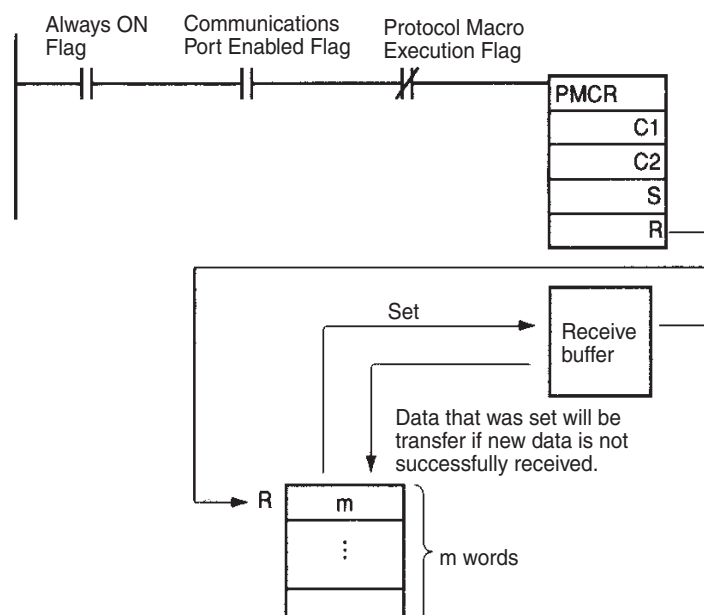 Always ON
Flag
Communications
Port Enabled Flag
Protocol Macro
Execution Flag
PMCR
C1
C2
S
R
Set
Receive
buffer
Data that was set will be
transfer if new data is not
successfully received.
R
m
⋮
m words